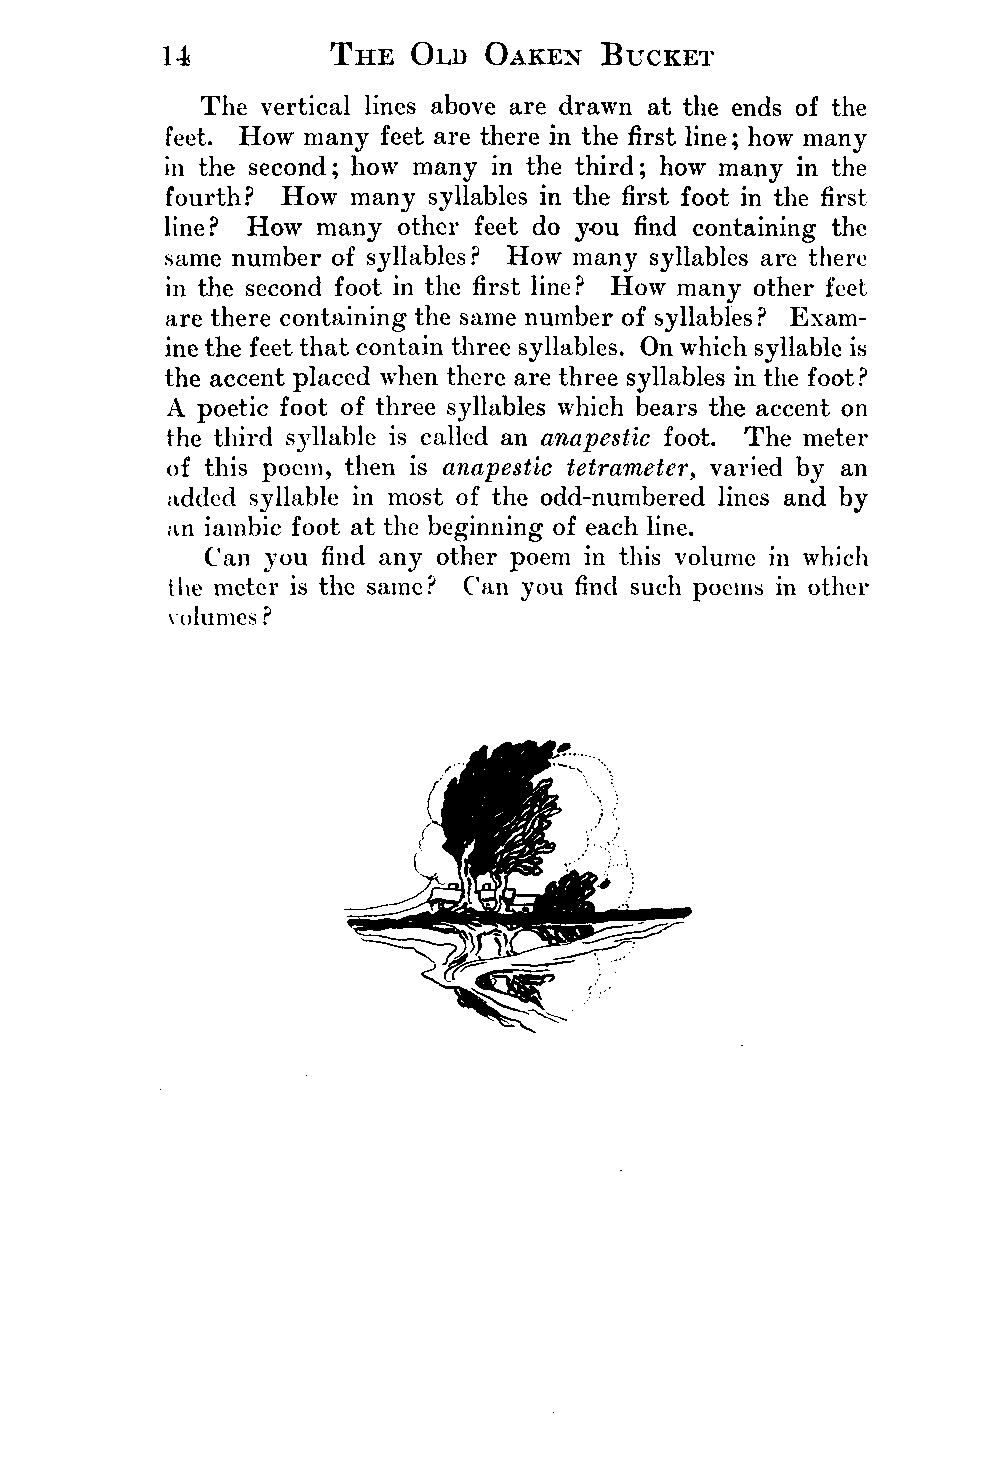 14 THE OLD OAKEN BUCKET
The vertical lines above are drawn at the ends of the
feet. How many feet are there in the first line; how many
in the second; how many in the third; how many in the
fourth? How many syllables in the first foot in the first
line? How many other feet do you find containing the
same number of syllables? How many syllables are there
in the second foot in the first line? How many other feet
are there containing the same number of syllables? Exam-
ine the feet that contain three syllables. On which syllable is
the accent placed when there are three syllables in the foot?
A poetic foot of three syllables which bears the accent on
the third syllable is called an anapestic foot. The meter
of this poem, then is anapestic tetrameter, varied by an
added syllable in most of the odd-numbered lines and by
an iambic foot at the beginning of each line.
Can you find any other poem in this volume in which
the meter is the same? Can you find such poems in other
volumes?